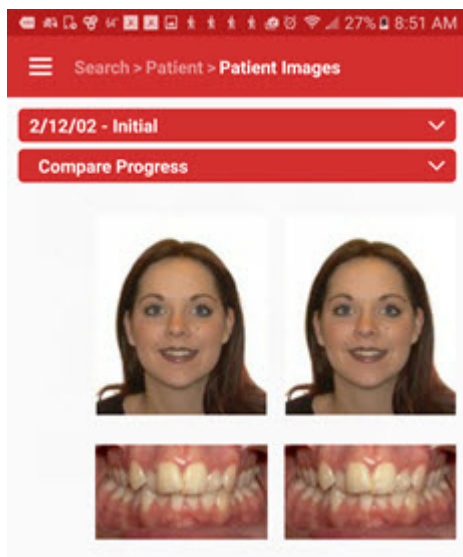 27% 8:51 AM
Search > Patient > Patient Images
2/12/02 - Initial
Compare Progress